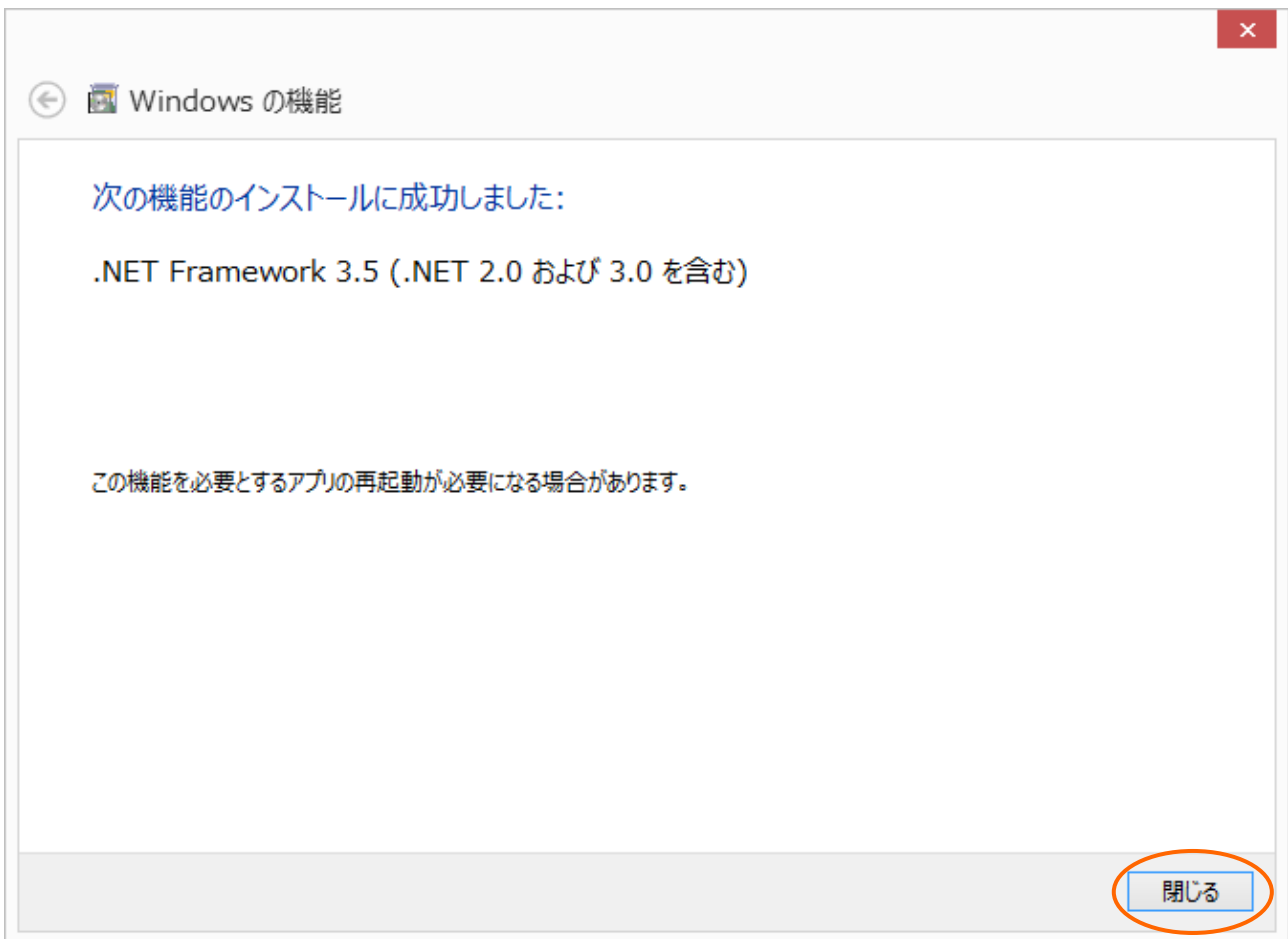 Windows の機能
次の機能のインストールに成功しました:
.NET Framework 3.5 (.NET 2.0 および 3.0 を含む)
この機能を必要とするアプリの再起動が必要になる場合があります。
閉じる